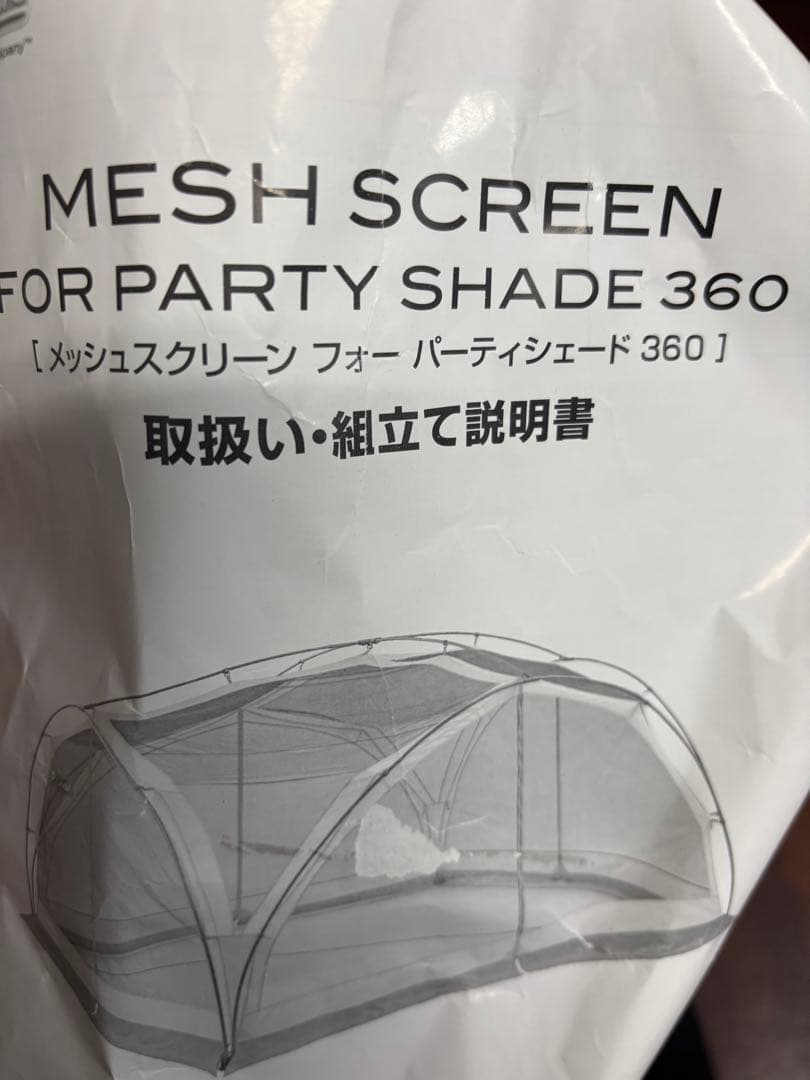 mpany™
MESH SCREEN
FOR PARTY SHADE 360
[メッシュスクリーン フォー パーティシェード 360]
取扱い・組立て説明書